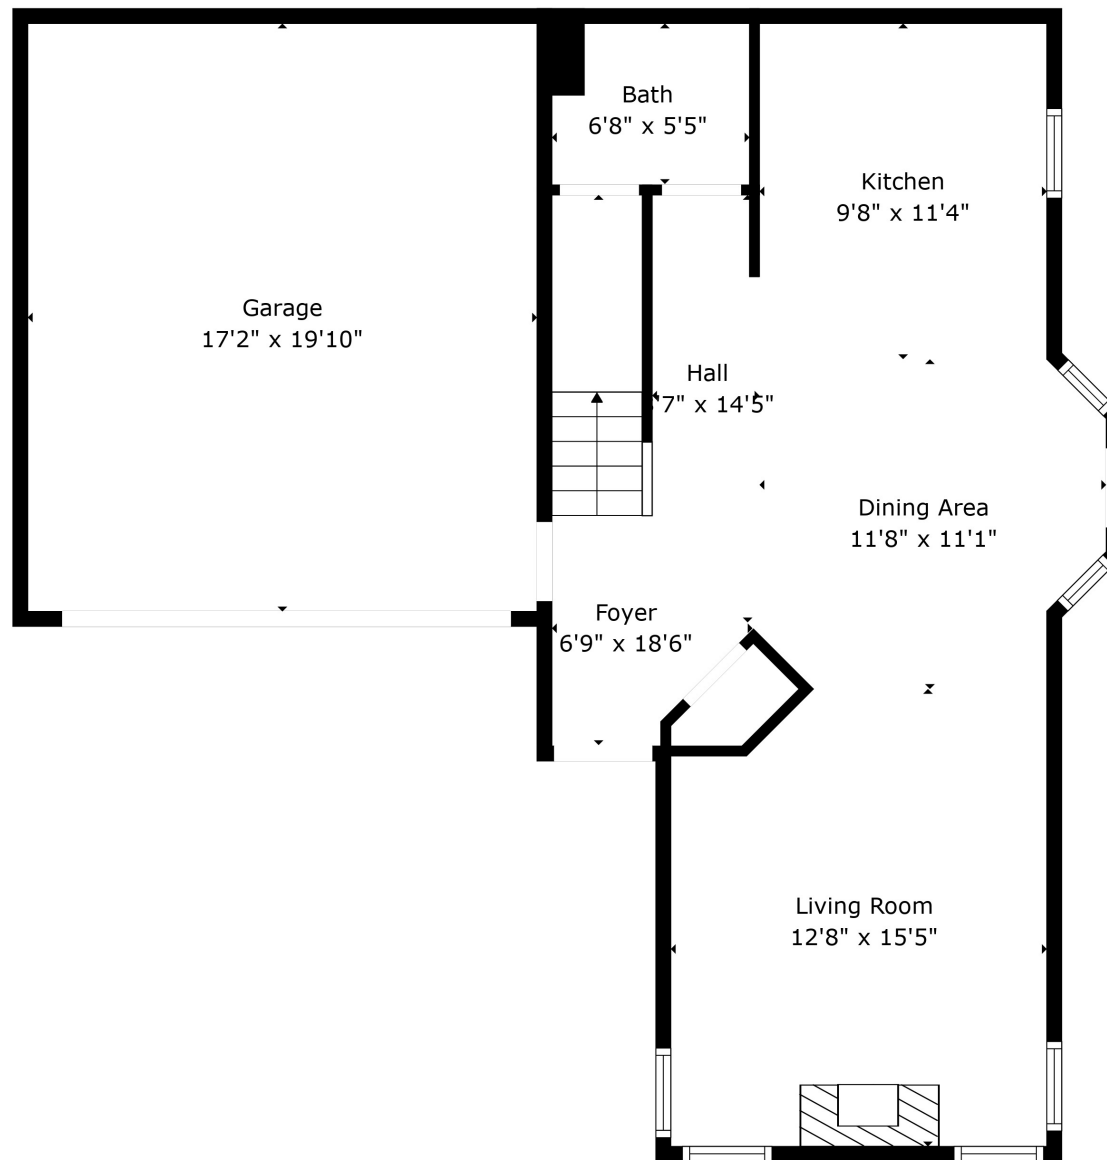 Bath
6'8" x 5'5"
Kitchen
9'8" x 11'4"
Garage
17'2" x 19'10"
Hall
'7" x 14'5"
Dining Area
11'8" x 11'1"
Foyer
6'9" x 18'6"
Living Room
12'8" x 15'5"